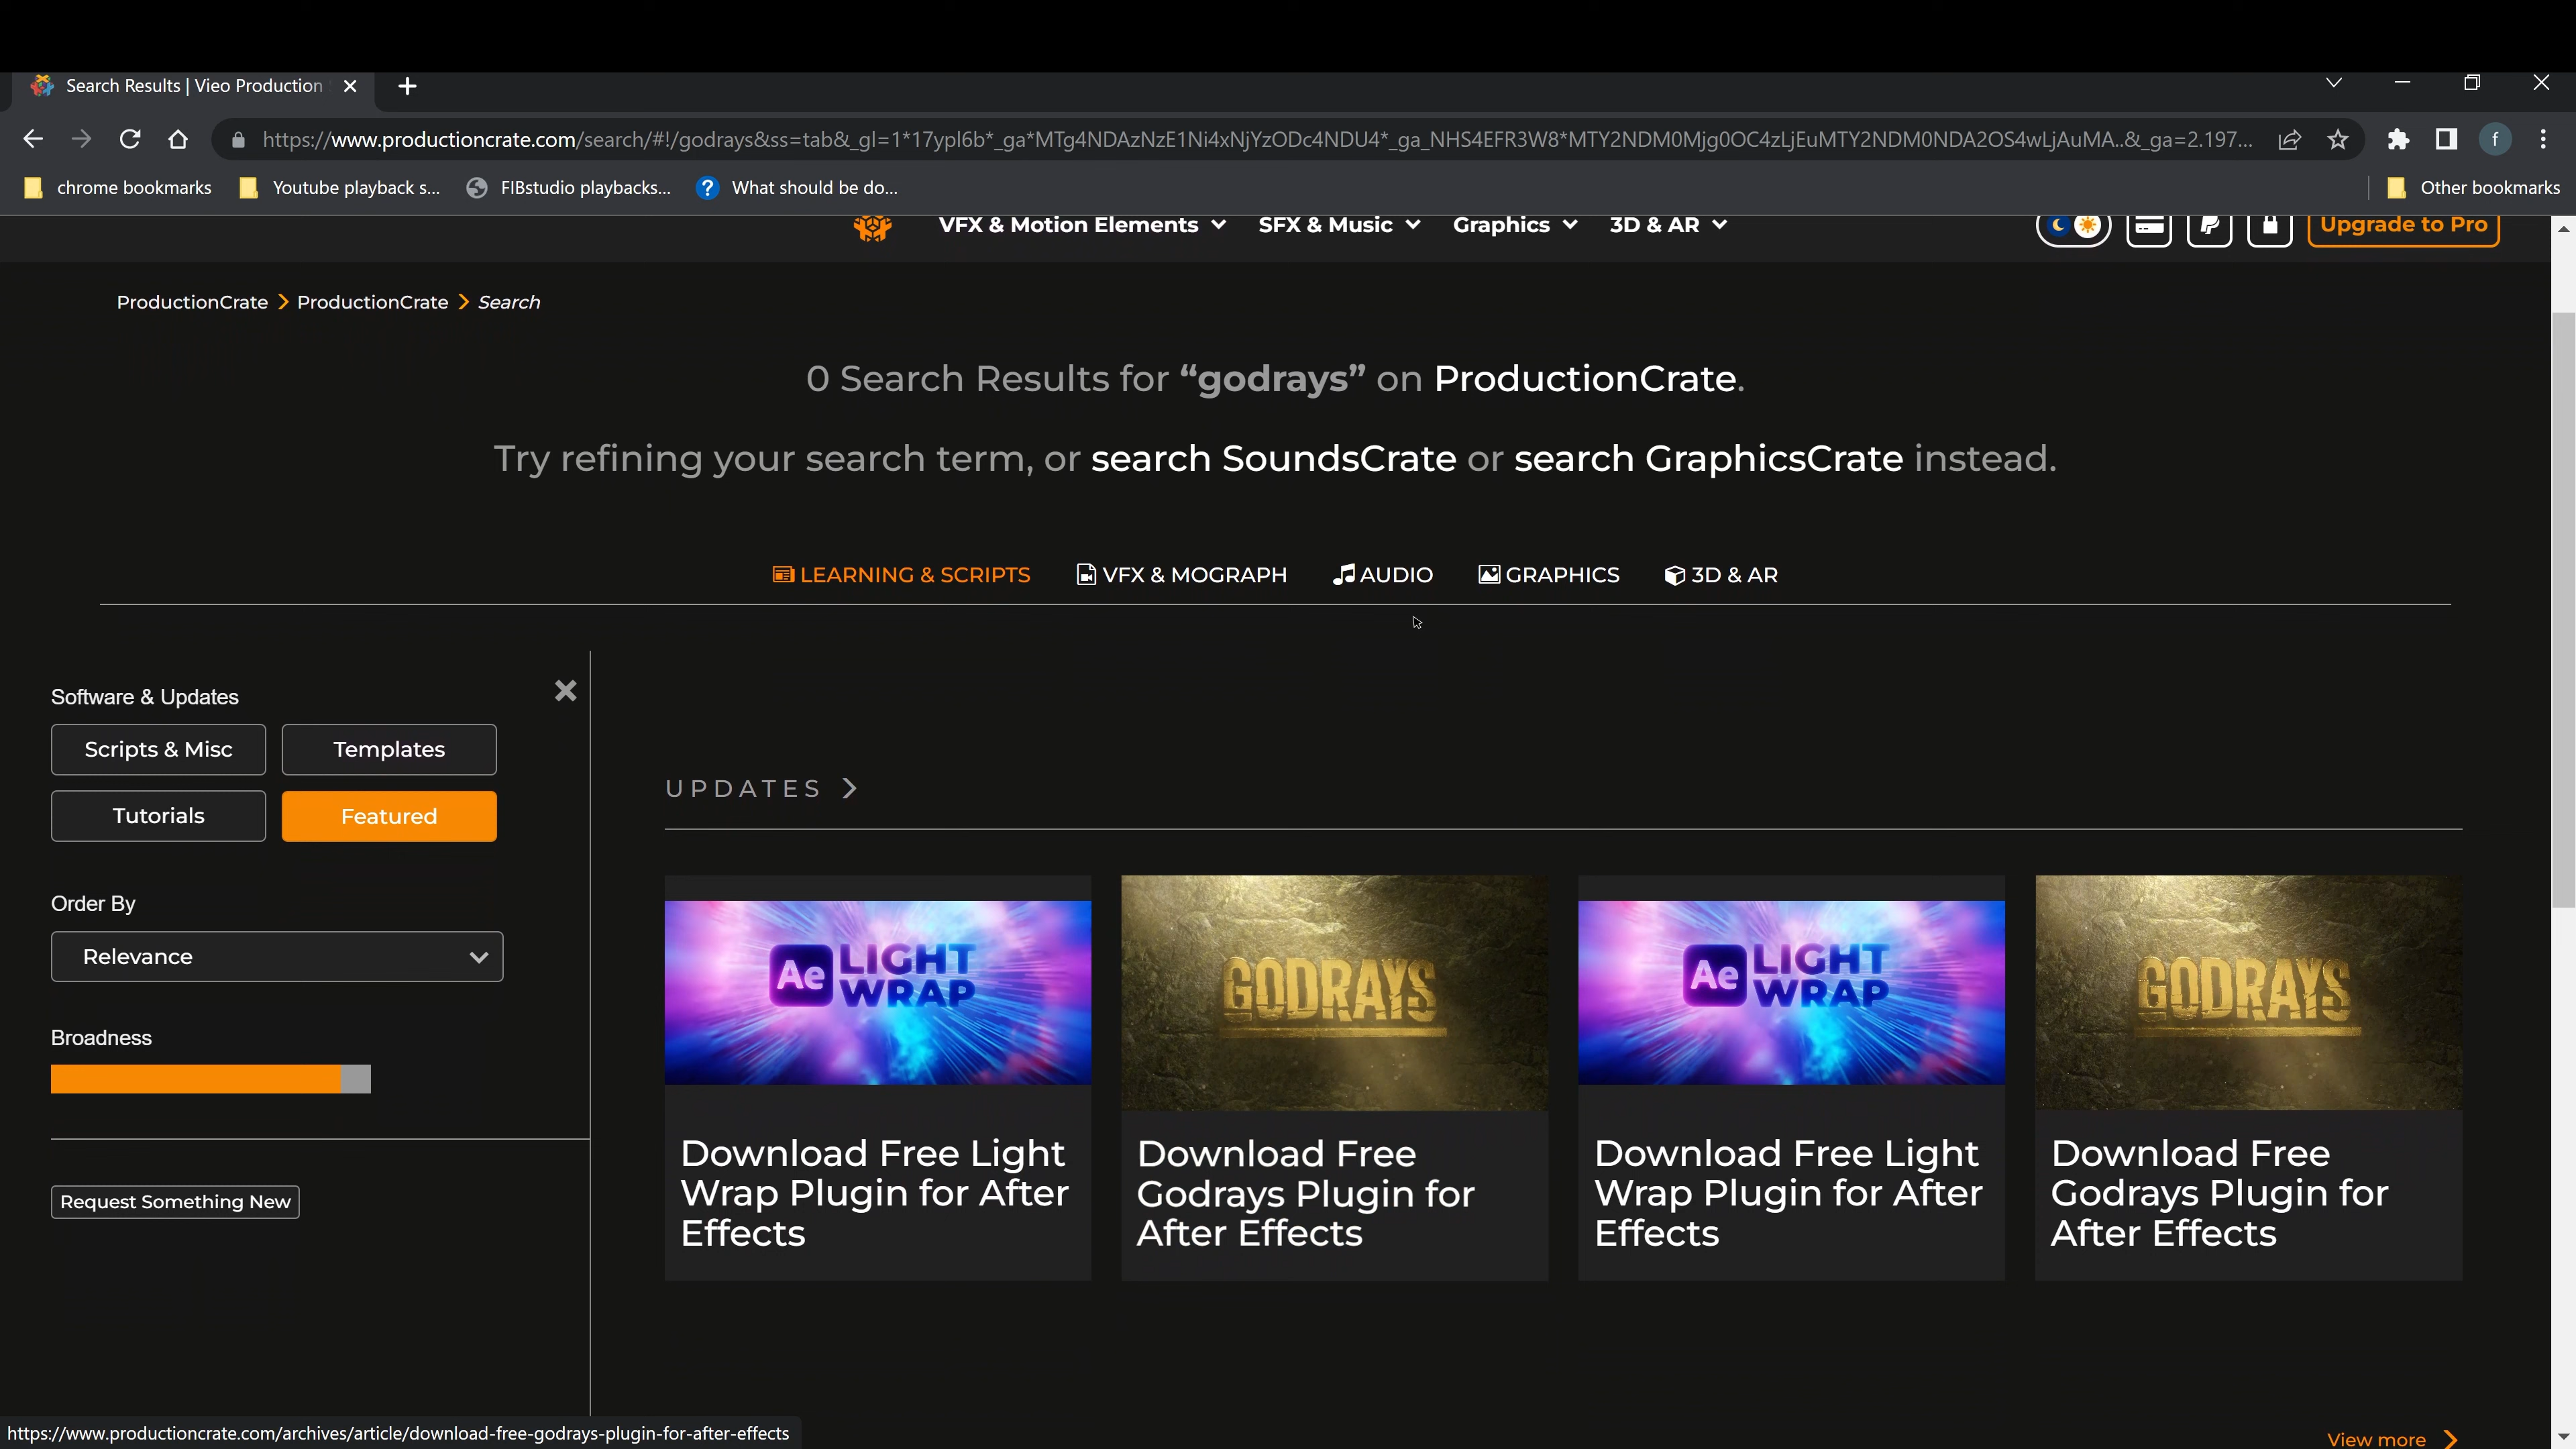 Search Results | Vieo Production
https://www.productioncrate.com/search/#!/godrays&ss=tab&_gl=1*17ypl6b*_ga*MTg4NDAzNzE1Ni4xNjYzODc4NDU4*_ga_NHS4EFR3W8*MTY2NDM0Mjg0OC4zLjEuMTY2NDM0NDA2OS4wLjAuMA..&_ga=2.197...
f
chrome bookmarks
Youtube playback s...
FIBstudio playbacks...
? What should be do...
Other bookmarks
VFX & Motion Elements
SFX & Music
Graphics
3D & AR
Upgrade to Pro
ProductionCrate > ProductionCrate > Search
0 Search Results for “godrays” on ProductionCrate.
Try refining your search term, or search SoundsCrate or search GraphicsCrate instead.
LEARNING & SCRIPTS
VFX & MOGRAPH
AUDIO
GRAPHICS
3D & AR
Software & Updates
Scripts & Misc
Templates
Tutorials
Featured
Order By
Relevance
Broadness
Request Something New
UPDATES >
Ae LIGHT
WRAP
Download Free Light
Wrap Plugin for After
Effects
GODRAYS
Download Free
Godrays Plugin for
After Effects
Ae LIGHT
WRAP
Download Free Light
Wrap Plugin for After
Effects
GODRAYS
Download Free
Godrays Plugin for
After Effects
View more >
https://www.productioncrate.com/archives/article/download-free-godrays-plugin-for-after-effects